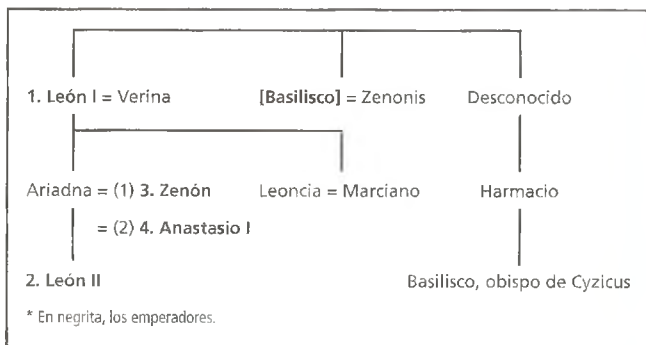 1. León I = Verina [Basilisco] = Zenonis Desconocido
Ariadna = (1) 3. Zenón Leoncia = Marciano Harmacio
= (2) 4. Anastasio I
2. León II Basilisco, obispo de Cyzicus
* En negrita, los emperadores.